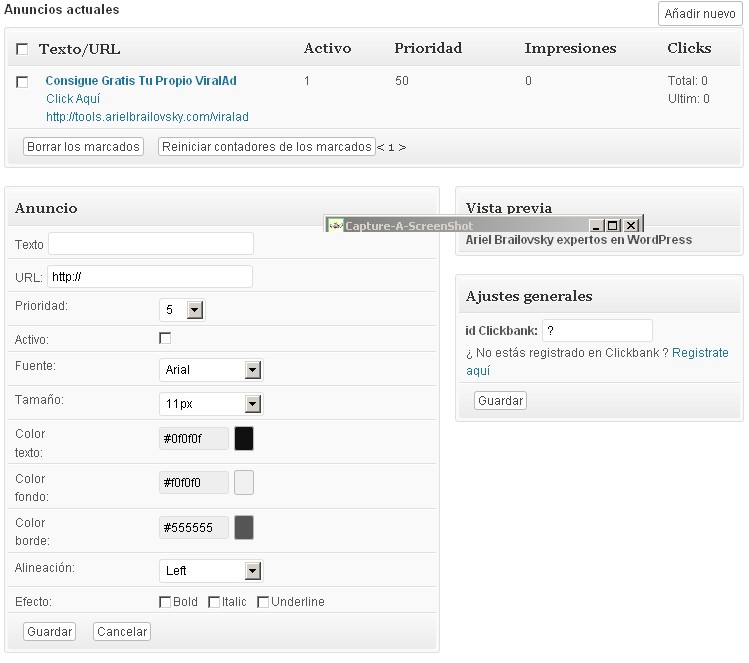 Anuncios actuales
Añadir nuevo
Texto/URL Activo Prioridad Impresiones Clicks
Consigue Gratis Tu Propio ViralAd 1 50 0 Total: 0
Click Aquí Ultim: 0
http://tools.arielbrailovsky.com/viralad
Borrar los marcados Reiniciar contadores de los marcados < 1 >
Anuncio
Texto
URL: http://
Prioridad: 5
Activo:
Fuente: Arial
Tamaño: 11px
Color
texto: #0f0f0f
Color
fondo: #f0f0f0
Color
borde: #555555
Alineación: Left
Efecto: Bold Italic Underline
Guardar Cancelar
Vista previa
Capture-A-ScreenShot
Ariel Brailovsky expertos en WordPress
Ajustes generales
id Clickbank: ?
¿ No estás registrado en Clickbank ? Registrate
aquí
Guardar